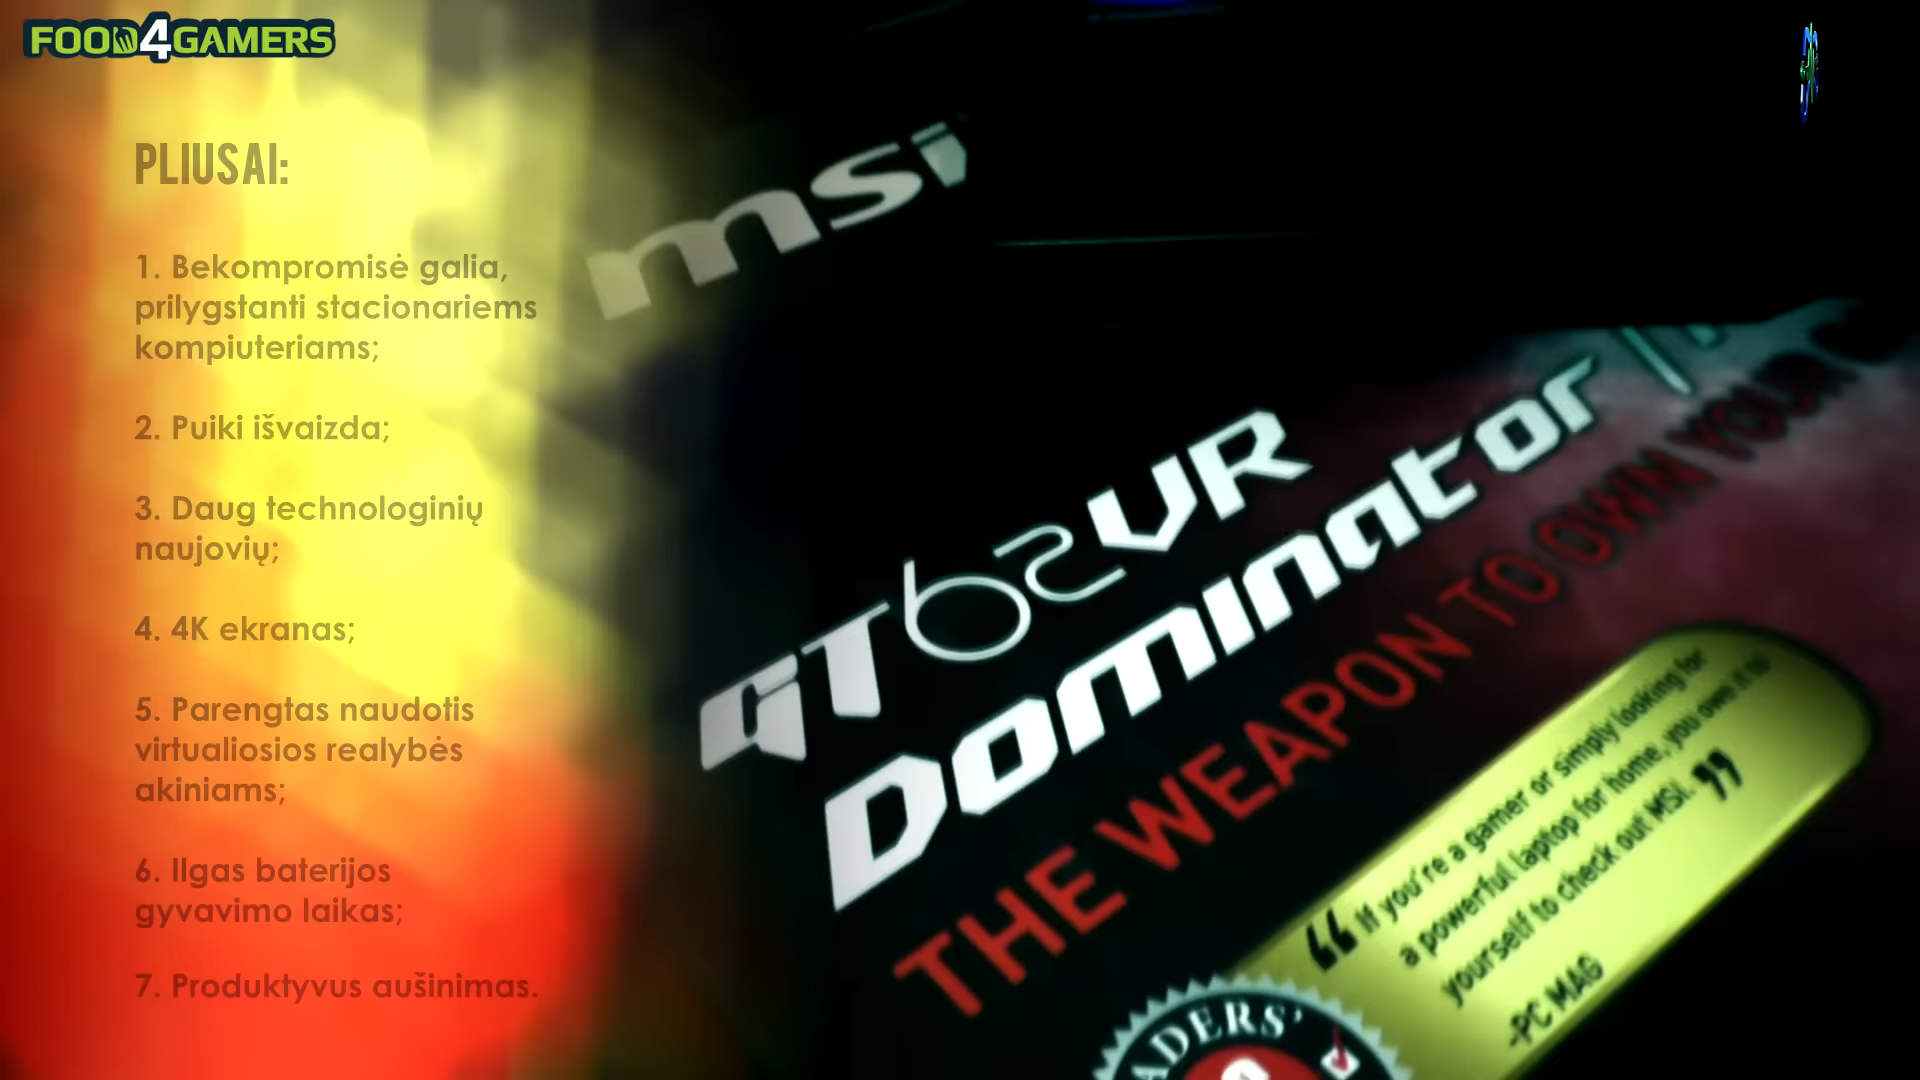 FOOD4GAMERS
PLIUSAI:
1. Bekompromisė galia,
prilygstanti stacionariems
kompiuteriams;
2. Puiki išvaizda;
3. Daug technologinių
naujovių;
4. 4K ekranas;
5. Parengtas naudotis
virtualiosios realybės
akiniams;
6. Ilgas baterijos
gyvavimo laikas;
7. Produktyvus aušinimas.
msi
GT62VR
Dominator
THE WEAPON TO OWN YOUR
“ If you're a gamer or simply looking for
a powerful laptop for home, you owe it to
yourself to check out MSI. ”
-PC MAG